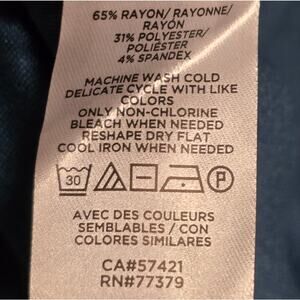 65% RAYON/ RAYONNE/
RAYÓN
31% POLYESTER/
POLIÉSTER
4% SPANDEX
MACHINE WASH COLD
DELICATE CYCLE WITH LIKE
COLORS
ONLY NON-CHLORINE
BLEACH WHEN NEEDED
RESHAPE DRY FLAT
COOL IRON WHEN NEEDED
30
P
AVEC DES COULEURS
SEMBLABLES / CON
COLORES SIMILARES
CA#57421
RN#77379